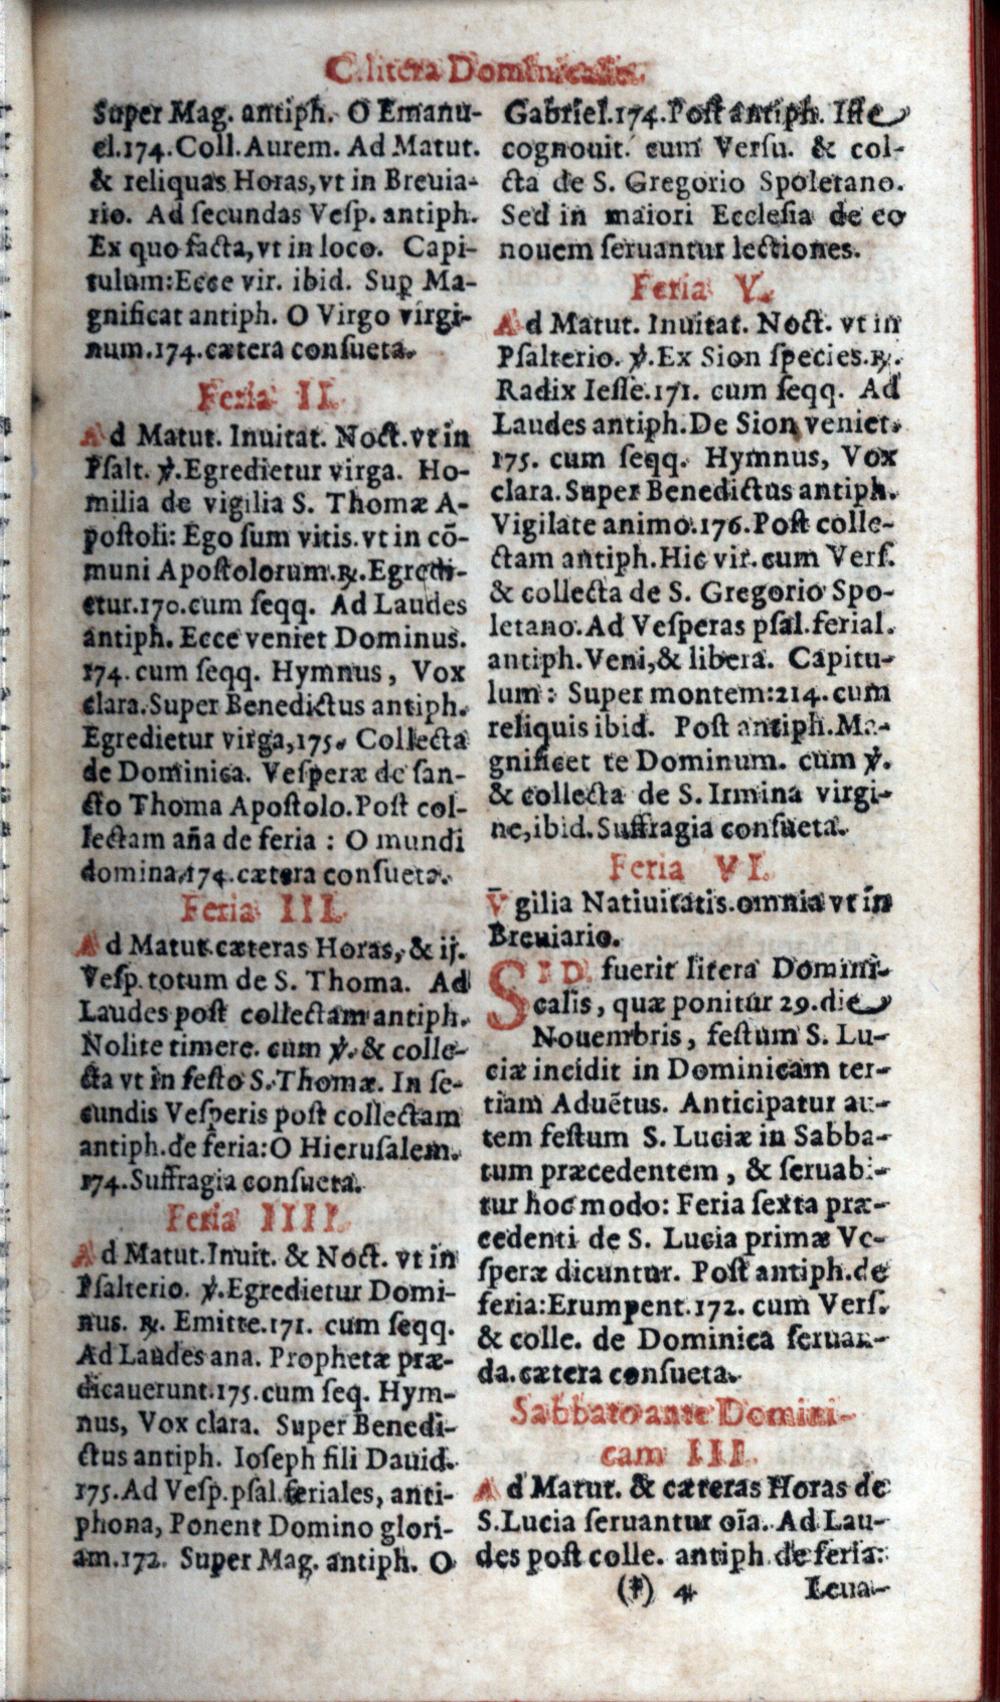 C. litera Dominicalis.
Super Mag. antiph. O Emanu-
el.174.Coll. Aurem. Ad Matut.
& reliquas Horas, vt in Breuia-
rio. Ad secundas Vesp. antiph.
Ex quo facta, vt in loco. Capi-
tulum: Ecce vir. ibid. Sup Ma-
gnificat antiph. O Virgo virgi-
num.174.cætera consueta.
Feria II.
Ad Matut. Inuitat. Noct. vt in
Psalt. ℣. Egredietur virga. Ho-
milia de vigilia S. Thomæ A-
postoli: Ego sum vitis. vt in cō-
muni Apostolorum. ℟. Egredi-
etur.170.cum seqq. Ad Laudes
antiph. Ecce veniet Dominus.
174. cum seqq. Hymnus, Vox
clara. Super Benedictus antiph.
Egredietur virga,175. Collecta
de Dominica. Vesperæ de san-
cto Thoma Apostolo. Post col-
lectam aña de feria : O mundi
domina,174.cætera consueta.
Feria III.
Ad Matut. cæteras Horas, & ij.
Vesp. totum de S. Thoma. Ad
Laudes post collectam antiph.
Nolite timere. cum ℣. & colle-
cta vt in festo S. Thomæ. In se-
cundis Vesperis post collectam
antiph. de feria: O Hierusalem.
174. Suffragia consueta.
Feria IIII.
Ad Matut. Inuit. & Noct. vt in
Psalterio. ℣. Egredietur Domi-
nus. ℟. Emitte.171. cum seqq.
Ad Laudes ana. Prophetæ præ-
dicauerunt.175.cum seq. Hym-
nus, Vox clara. Super Benedi-
ctus antiph. Ioseph fili Dauid.
175. Ad Vesp. psal. feriales, anti-
phona, Ponent Domino glori-
am.172. Super Mag. antiph. O
Gabriel.174. Post antiph. Iste
cognouit. cum Versu. & col-
cta de S. Gregorio Spoletano.
Sed in maiori Ecclesia de eo
nouem seruantur lectiones.
Feria V.
Ad Matut. Inuitat. Noct. vt in
Psalterio. ℣. Ex Sion species. ℟.
Radix Iesse.171. cum seqq. Ad
Laudes antiph. De Sion veniet.
175. cum seqq. Hymnus, Vox
clara. Super Benedictus antiph.
Vigilate animo.176. Post colle-
ctam antiph. Hic vir. cum Vers.
& collecta de S. Gregorio Spo-
letano. Ad Vesperas psal. ferial.
antiph. Veni, & libera. Capitu-
lum : Super montem: 214. cum
reliquis ibid. Post antiph. Ma-
gnificet te Dominum. cum ℣.
& collecta de S. Irmina virgi-
ne, ibid. Suffragia consueta.
Feria VI.
Vgilia Natiuitatis. omnia vt in
Breuiario.
SI D. fuerit litera Domini-
calis, quæ ponitur 29. die
Nouembris, festum S. Lu-
ciæ incidit in Dominicam ter-
tiam Aduētus. Anticipatur au-
tem festum S. Luciæ in Sabba-
tum præcedentem, & seruabi-
tur hoc modo: Feria sexta præ-
cedenti de S. Lucia primæ Ve-
speræ dicuntur. Post antiph. de
feria: Erumpent.172. cum Vers.
& colle. de Dominica seruan-
da. cætera consueta.
Sabbato ante Domini-
cam III.
Ad Matut. & cæteras Horas de
S. Lucia seruantur oīa. Ad Lau-
des post colle. antiph. de feria:
(*) 4 Leua-